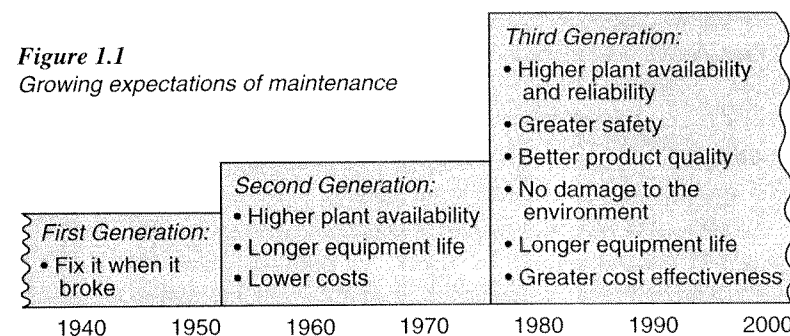 Figure 1.1
Growing expectations of maintenance
First Generation:
• Fix it when it
broke
Second Generation:
• Higher plant availability
• Longer equipment life
• Lower costs
Third Generation:
• Higher plant availability
and reliability
• Greater safety
• Better product quality
• No damage to the
environment
• Longer equipment life
• Greater cost effectiveness
1940 1950 1960 1970 1980 1990 2000